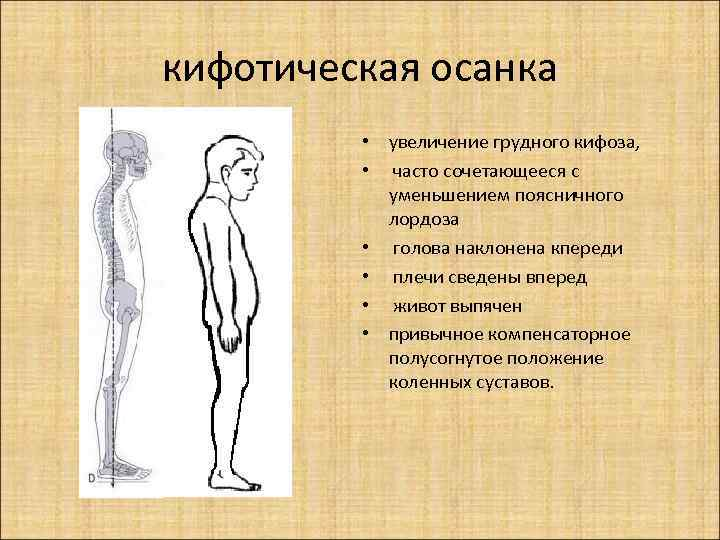 кифотическая осанка
• увеличение грудного кифоза,
• часто сочетающееся с
уменьшением поясничного
лордоза
• голова наклонена кпереди
• плечи сведены вперед
• живот выпячен
• привычное компенсаторное
полусогнутое положение
коленных суставов.
D